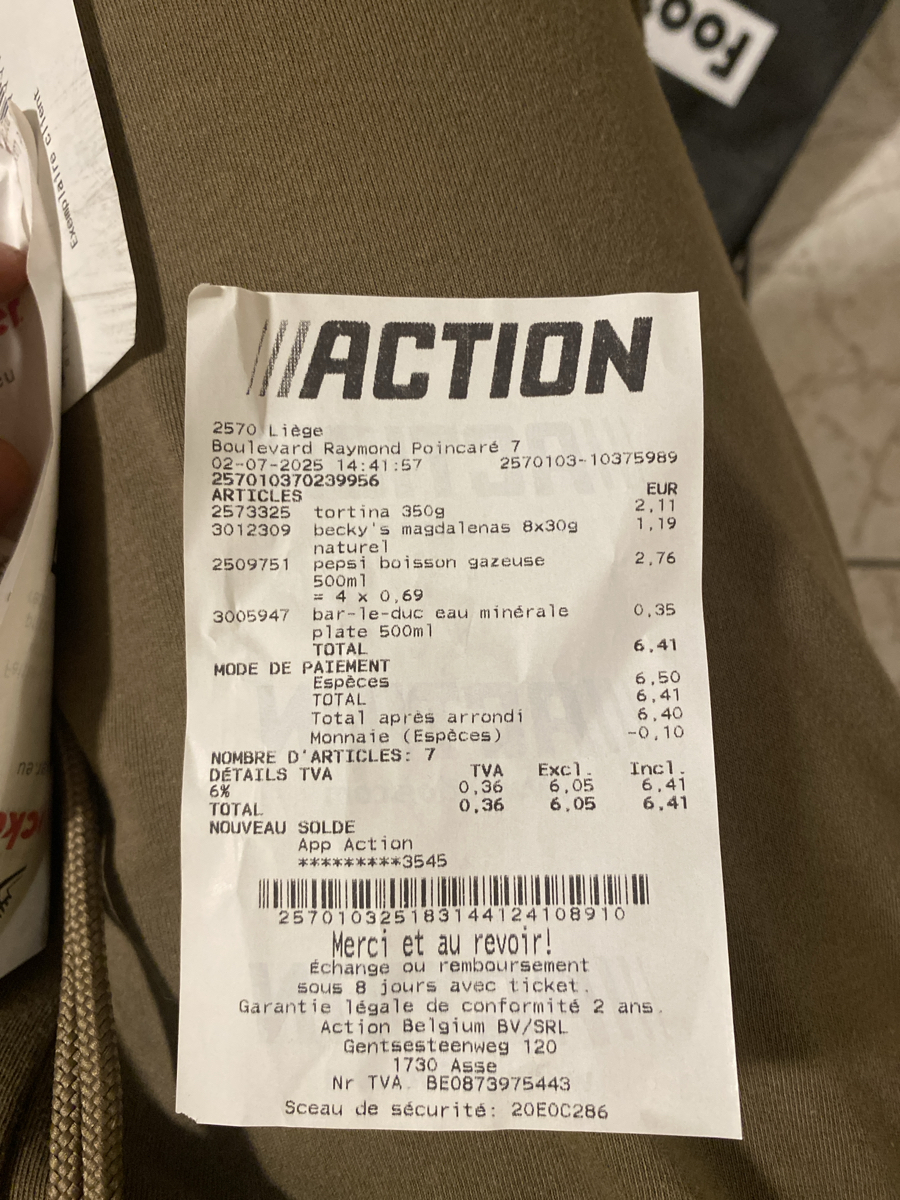 Foo
Exemplaire client
///ACTION
2570 Liège
Boulevard Raymond Poincaré 7
02-07-2025 14:41:57 2570103-10375989
257010370239956
ARTICLES EUR
2573325 tortina 350g 2,11
3012309 becky's magdalenas 8x30g 1,19
naturel
2509751 pepsi boisson gazeuse 2,76
500ml
= 4 x 0,69
3005947 bar-le-duc eau minérale 0,35
plate 500ml
TOTAL 6,41
MODE DE PAIEMENT
Espèces 6,50
TOTAL 6,41
Total après arrondi 6,40
Monnaie (Espèces) -0,10
NOMBRE D'ARTICLES: 7
DÉTAILS TVA TVA Excl. Incl.
6% 0,36 6,05 6,41
TOTAL 0,36 6,05 6,41
NOUVEAU SOLDE
App Action
*********3545
257010325183144124108910
Merci et au revoir!
Échange ou remboursement
sous 8 jours avec ticket.
Garantie légale de conformité 2 ans.
Action Belgium BV/SRL
Gentsesteenweg 120
1730 Asse
Nr TVA. BE0873975443
Sceau de sécurité: 20E0C286